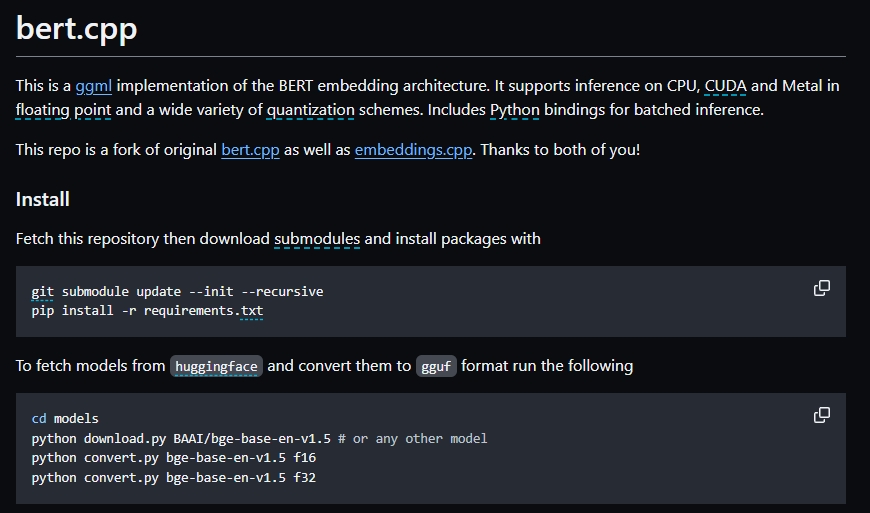 bert.cpp
This is a ggml implementation of the BERT embedding architecture. It supports inference on CPU, CUDA and Metal in
floating point and a wide variety of quantization schemes. Includes Python bindings for batched inference.
This repo is a fork of original bert.cpp as well as embeddings.cpp. Thanks to both of you!
Install
Fetch this repository then download submodules and install packages with
git submodule update --init --recursive
pip install -r requirements.txt
To fetch models from huggingface and convert them to gguf format run the following
cd models
python download.py BAAI/bge-base-en-v1.5 # or any other model
python convert.py bge-base-en-v1.5 f16
python convert.py bge-base-en-v1.5 f32